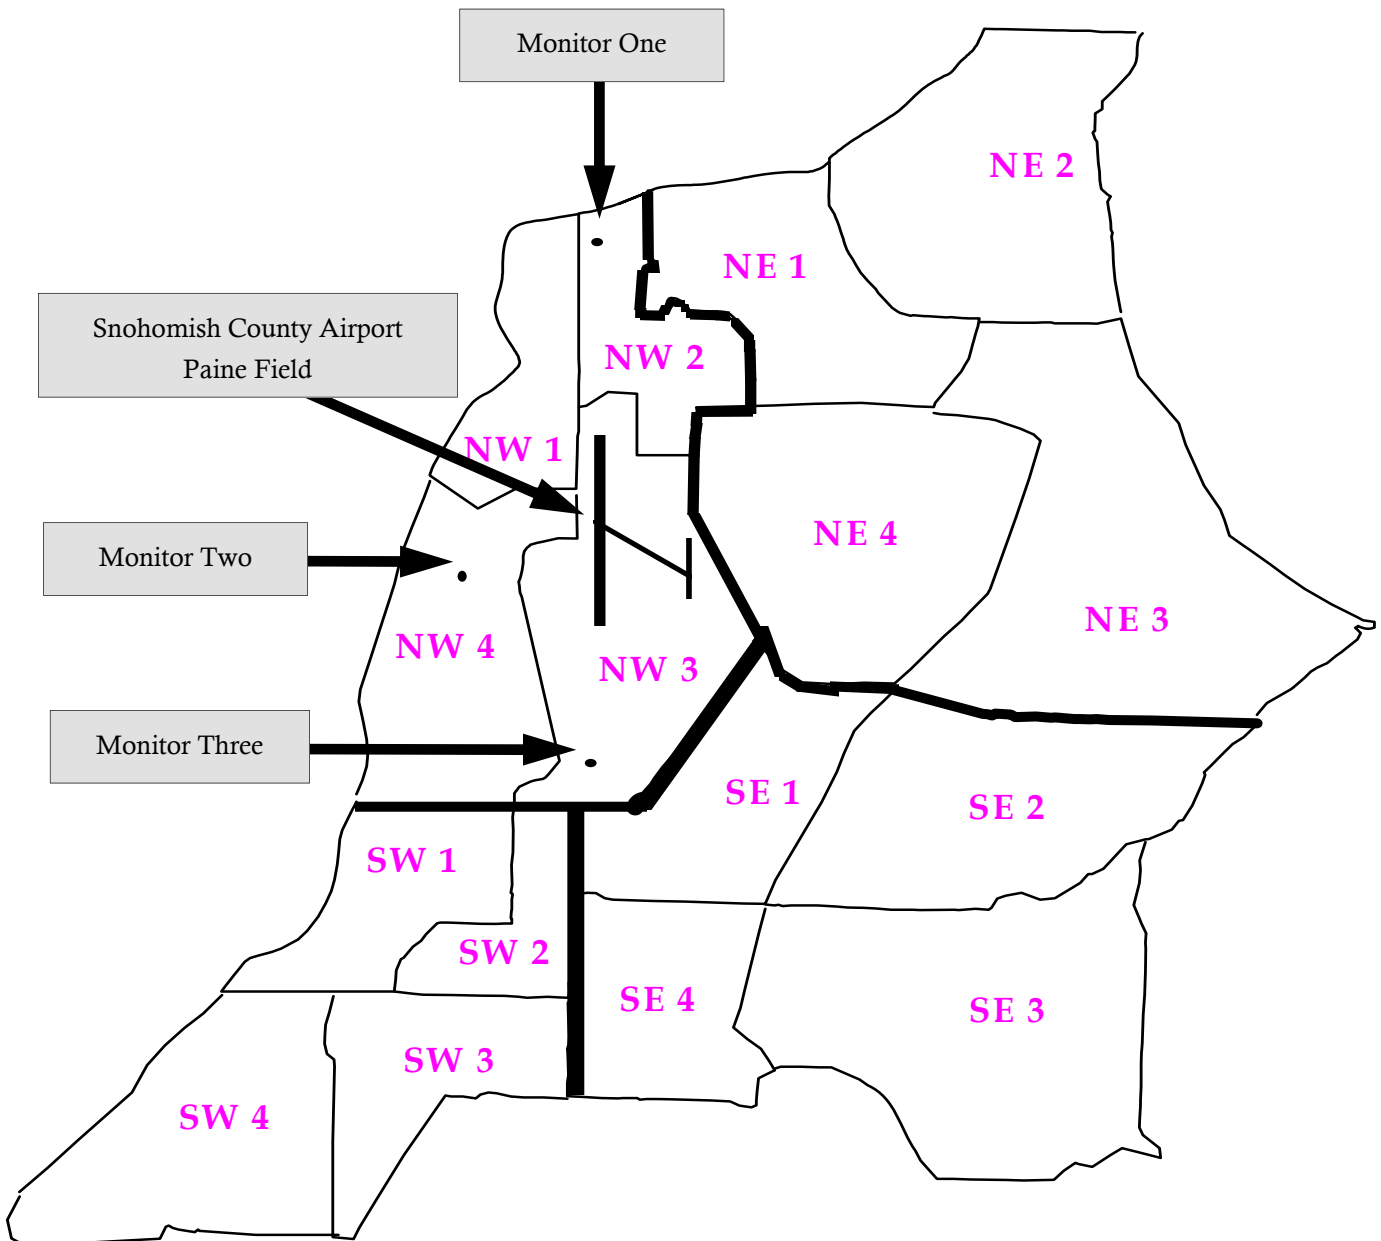 Monitor One
NE 2
NE 1
Snohomish County Airport
Paine Field
NW 2
NW 1
NE 4
Monitor Two
NE 3
NW 4
NW 3
Monitor Three
SE 1
SE 2
SW 1
SW 2
SE 4
SE 3
SW 3
SW 4